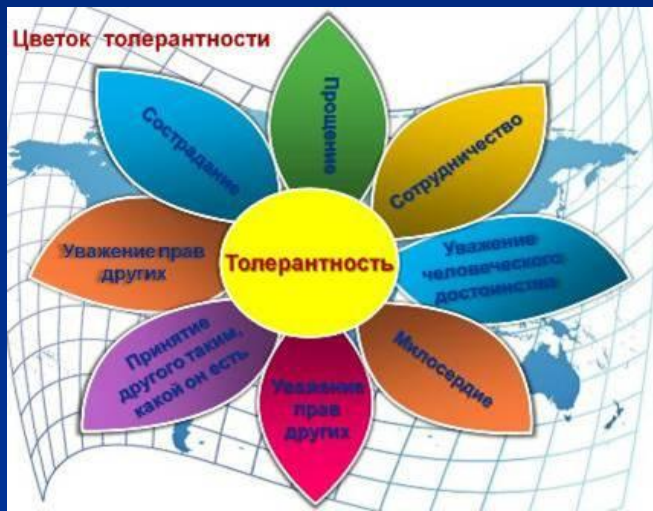 Цветок толерантности
Прощение
Сострадание
Сотрудничество
Уважение прав
других
Толерантность
Уважение
человеческого
достоинства
Принятие
другого таким,
какой он есть
Уважение
прав
других
Милосердие